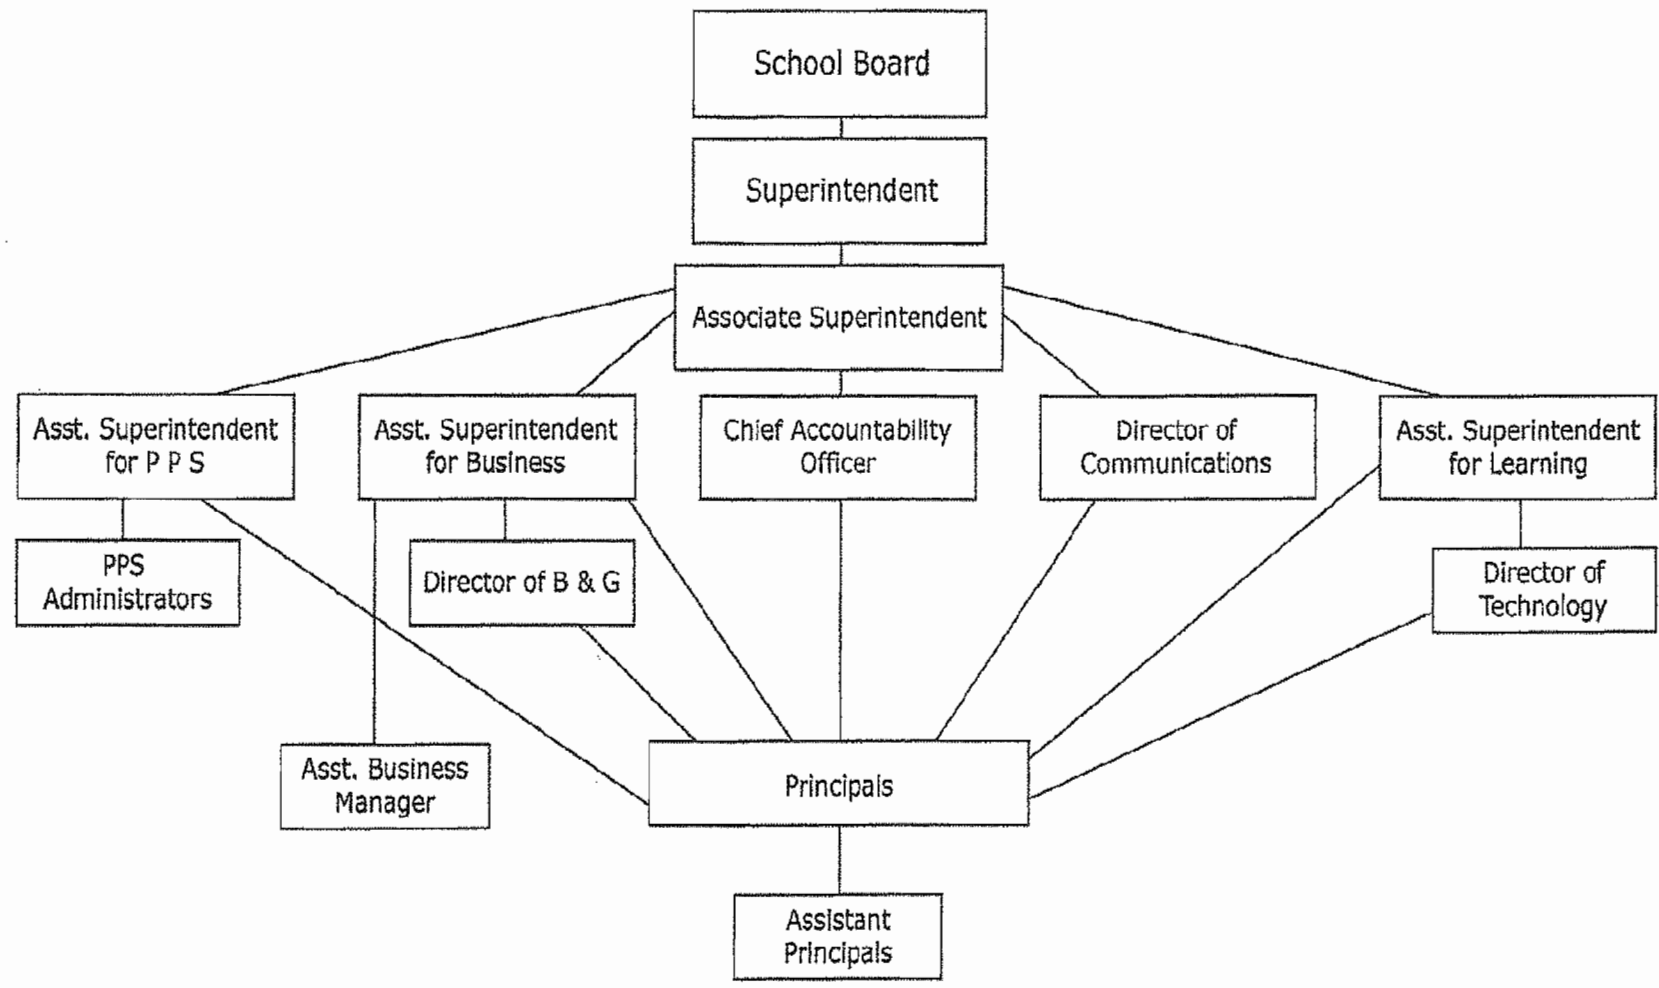 School Board
Superintendent
Associate Superintendent
Asst. Superintendent
for P P S
Asst. Superintendent
for Business
Chief Accountability
Officer
Director of
Communications
Asst. Superintendent
for Learning
PPS
Administrators
Director of B & G
Director of
Technology
Asst. Business
Manager
Principals
Assistant
Principals